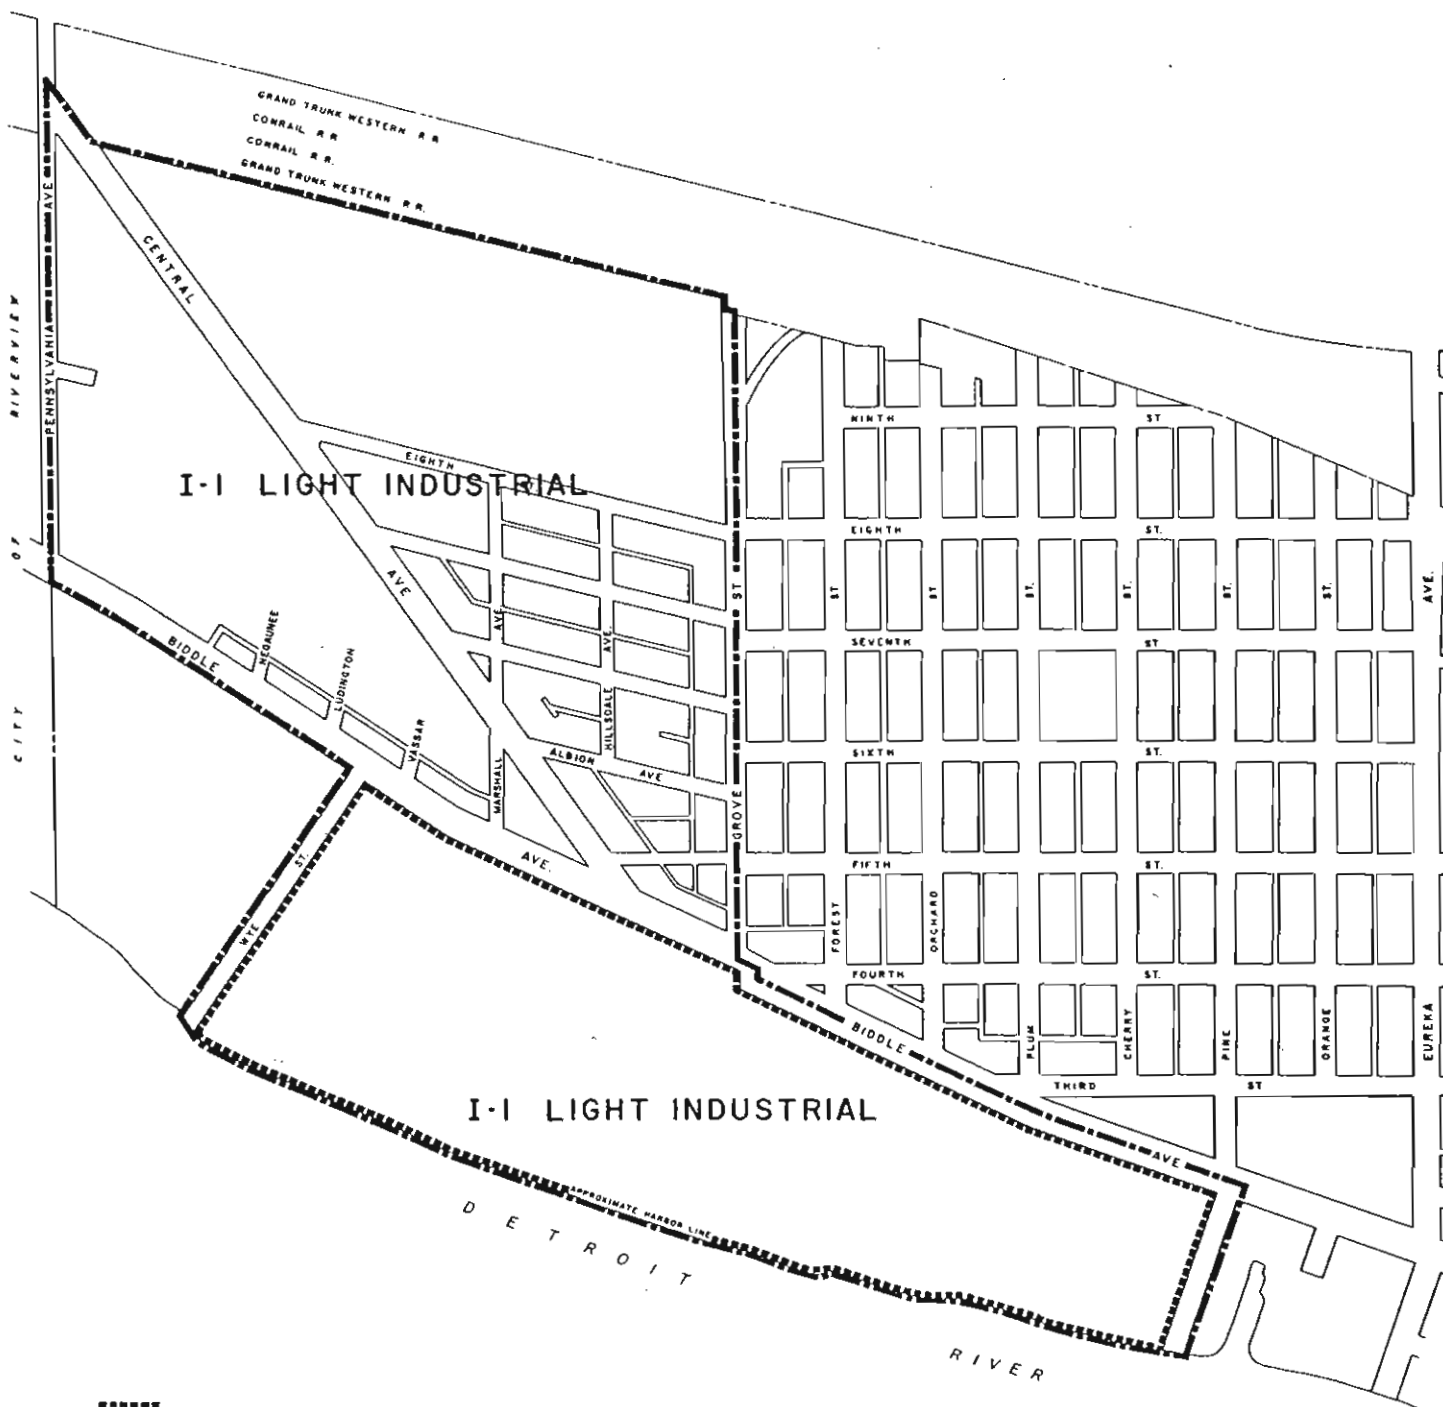 GRAND TRUNK WESTERN R R
CONRAIL R R
CONRAIL R R.
GRAND TRUNK WESTERN R R.
PENNSYLVANIA AVE
CENTRAL
AVE
CITY OF RIVERVIEW
I-I LIGHT INDUSTRIAL
EIGHTH
NINTH ST
EIGHTH ST.
SEVENTH ST
SIXTH ST.
FIFTH ST.
FOURTH ST.
THIRD ST
BIDDLE
AVE.
NEGAUNEE
LUDINGTON
VASSAR
MARSHALL AVE
HILLSDALE AVE.
ALBION AVE
GROVE ST
FOREST ST
ORCHARD ST
PLUM ST.
CHERRY ST.
PINE ST.
ORANGE ST.
EUREKA AVE.
WYE ST.
BIDDLE AVE
I-I LIGHT INDUSTRIAL
APPROXIMATE HARBOR LINE
DETROIT RIVER